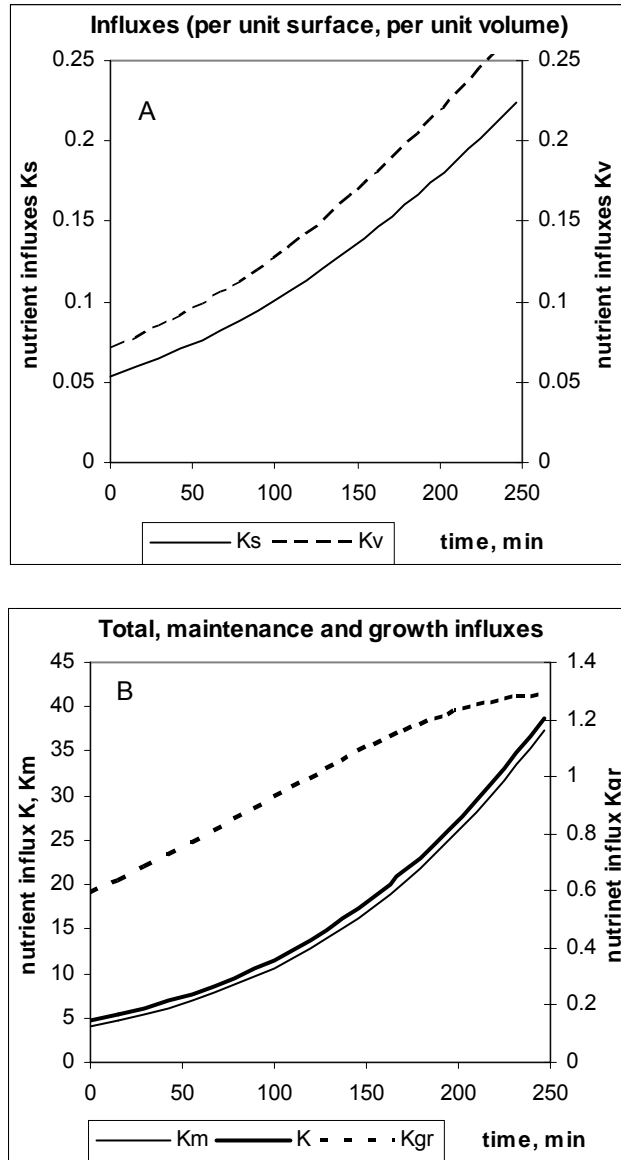 Influxes (per unit surface, per unit volume)
A
nutrient influxes Ks
0.25
0.2
0.15
0.1
0.05
0
nutrient influxes Kv
0.25
0.2
0.15
0.1
0.05
0
0 50 100 150 200 250
Ks Kv time, min
Total, maintenance and growth influxes
B
nutrient influx K, Km
45
40
35
30
25
20
15
10
5
0
nutrinet influx Kgr
1.4
1.2
1
0.8
0.6
0.4
0.2
0
0 50 100 150 200 250
Km K Kgr time, min